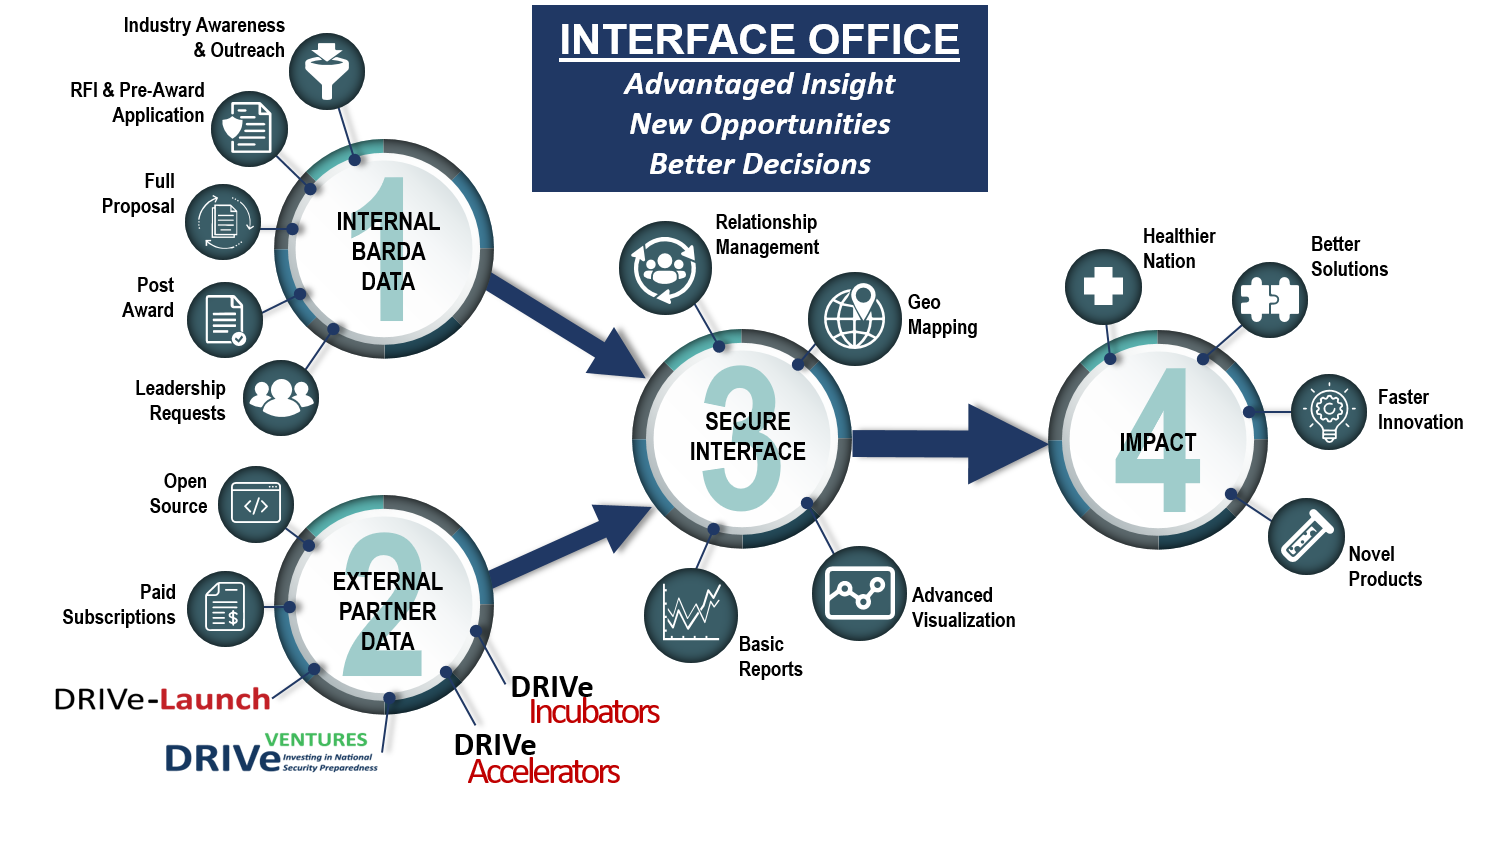 INTERFACE OFFICE
Advantaged Insight
New Opportunities
Better Decisions
Industry Awareness
& Outreach
RFI & Pre-Award
Application
Full
Proposal
Post
Award
Leadership
Requests
1
INTERNAL
BARDA
DATA
Open
Source
</>
Paid
Subscriptions
$
2
EXTERNAL
PARTNER
DATA
DRIVe-Launch
VENTURES
DRIVe
Investing in National
Security Preparedness
DRIVe
Accelerators
DRIVe
Incubators
Relationship
Management
Geo
Mapping
3
SECURE
INTERFACE
Basic
Reports
Advanced
Visualization
Healthier
Nation
Better
Solutions
4
IMPACT
Faster
Innovation
Novel
Products